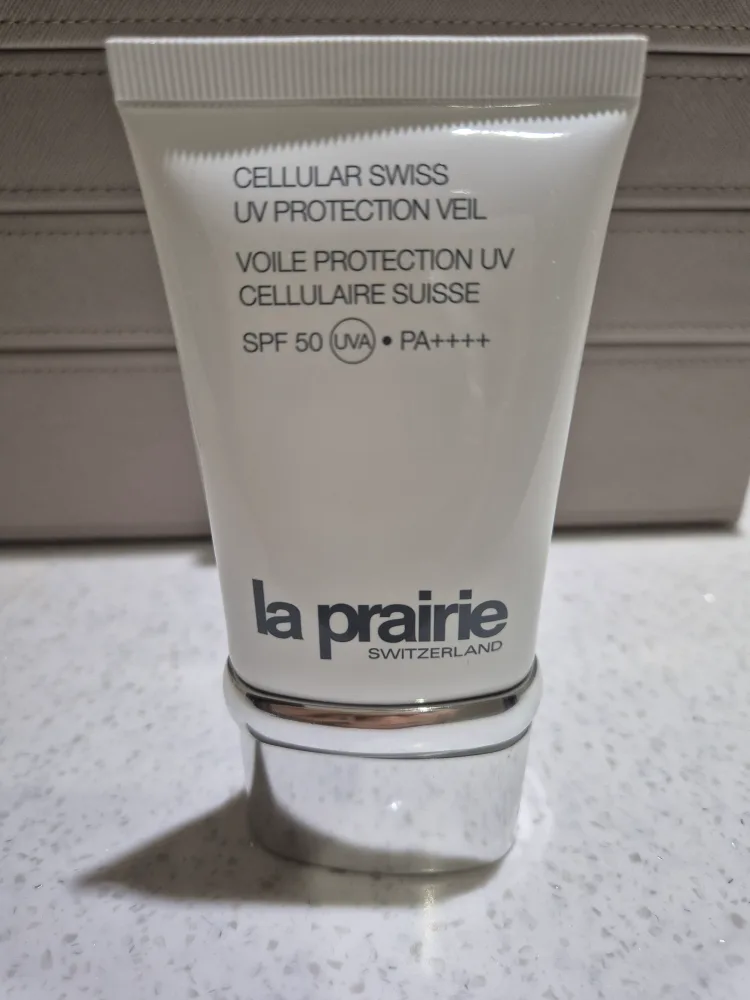 CELLULAR SWISS
UV PROTECTION VEIL
VOILE PROTECTION UV
CELLULAIRE SUISSE
SPF 50 UVA • PA++++
la prairie
SWITZERLAND